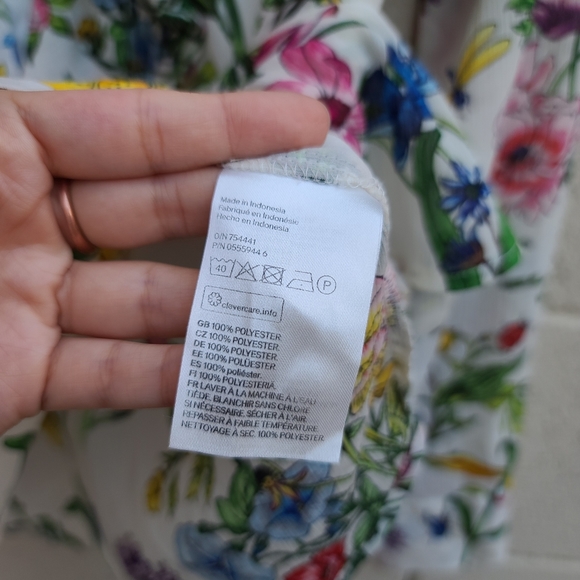 Made in Indonesia
Fabriqué en Indonésie
Hecho en Indonesia
O/N 754441
P/N 0555944 6
40
P
clevercare.info
GB 100% POLYESTER.
CZ 100% POLYESTER.
DE 100% POLYESTER.
EE 100% POLYESTER.
ES 100% poliéster.
FI 100% POLYESTERIA.
FR LAVER À LA MACHINE À L'EAU
TIÈDE. BLANCHIR SANS CHLORE
SI NÉCESSAIRE. SÉCHER À L'AIR.
REPASSER À FAIBLE TEMPÉRATURE.
NETTOYAGE À SEC. 100% POLYESTER